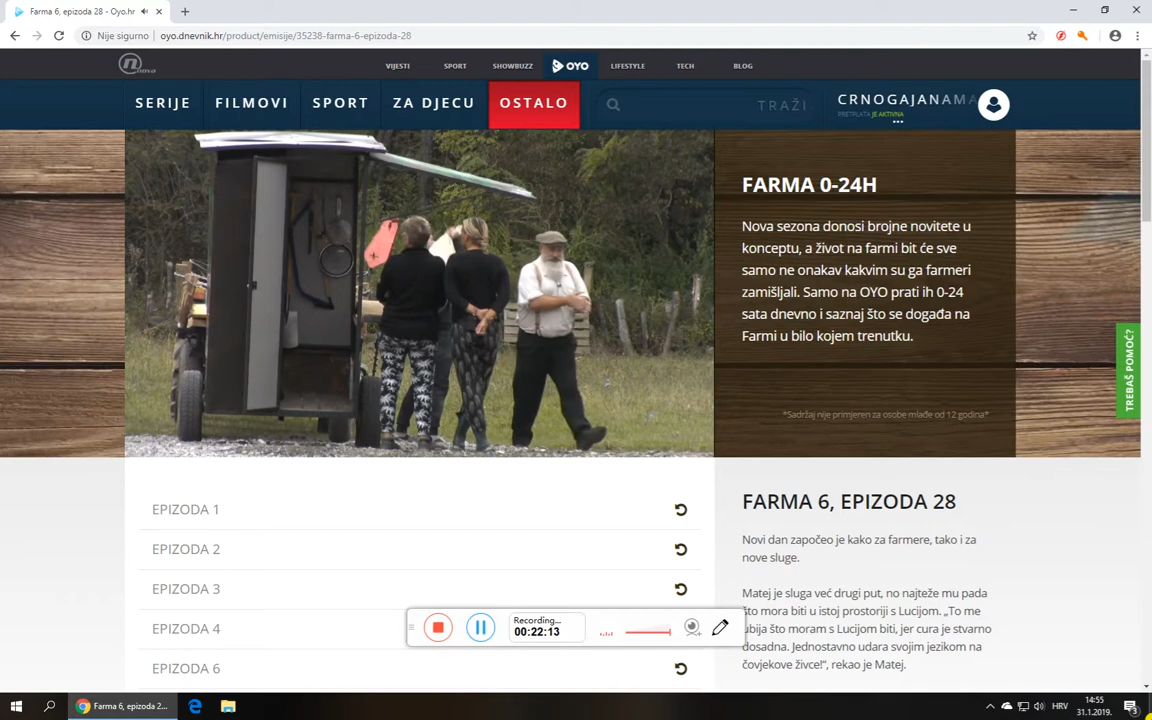 Farma 6, epizoda 28 - Oyo.hr
Nije sigurno
oyo.dnevnik.hr/product/emisije/35238-farma-6-epizoda-28
nova
VIJESTI
SPORT
SHOWBUZZ
OYO
LIFESTYLE
TECH
BLOG
SERIJE
FILMOVI
SPORT
ZA DJECU
OSTALO
TRAŽI
CRNOGAJANAMA
PRETPLATA JE AKTIVNA
FARMA 0-24H
Nova sezona donosi brojne novitete u
konceptu, a život na farmi bit će sve
samo ne onakav kakvim su ga farmeri
zamišljali. Samo na OYO prati ih 0-24
sata dnevno i saznaj što se događa na
Farmi u bilo kojem trenutku.
*Sadržaj nije primjeren za osobe mlađe od 12 godina*
TREBAŠ POMOĆ?
EPIZODA 1
EPIZODA 2
EPIZODA 3
EPIZODA 4
EPIZODA 6
FARMA 6, EPIZODA 28
Novi dan započeo je kako za farmere, tako i za
nove sluge.
Matej je sluga već drugi put, no najteže mu pada
što mora biti u istoj prostoriji s Lucijom. „To me
ubija što moram s Lucijom biti, jer cura je stvarno
dosadna. Jednostavno udara svojim jezikom na
čovjekove živce!“, rekao je Matej.
Recording...
00:22:13
Farma 6, epizoda 2...
HRV
14:55
31.1.2019.
3